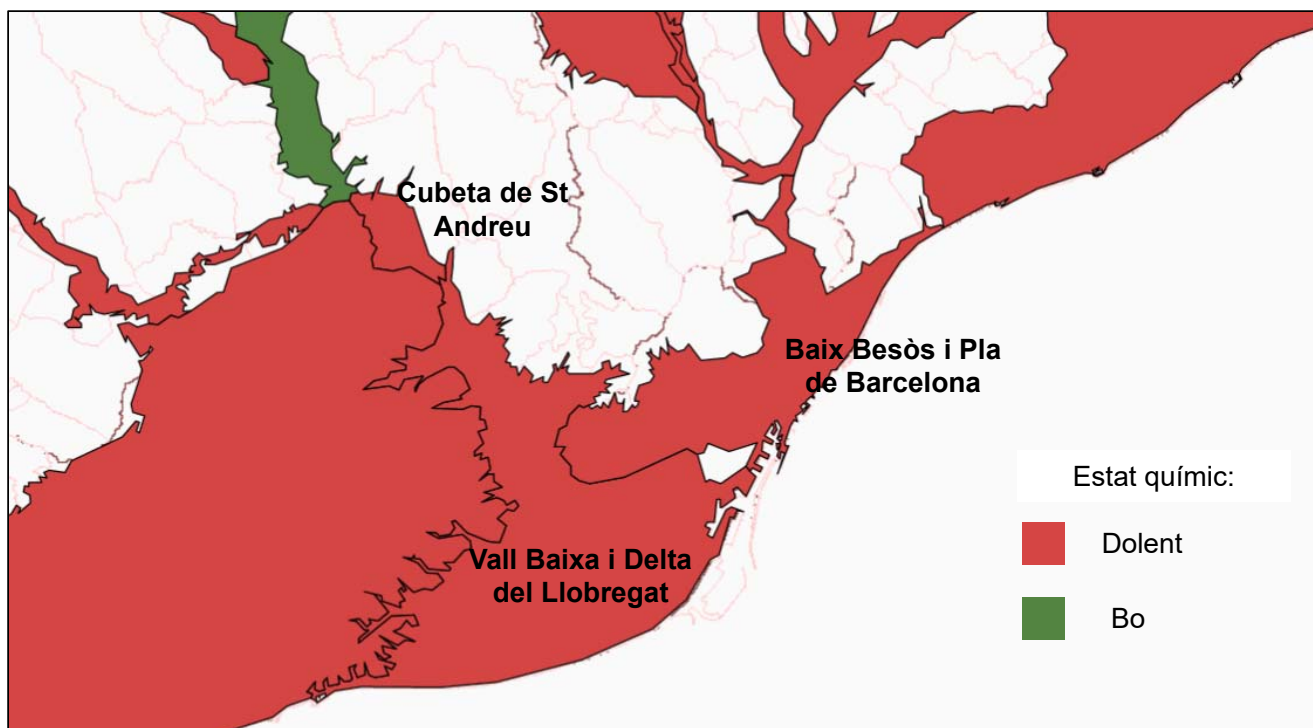 Cubeta de St
Andreu
Baix Besòs i Pla
de Barcelona
Estat químic:
Dolent
Vall Baixa i Delta
del Llobregat
Bo